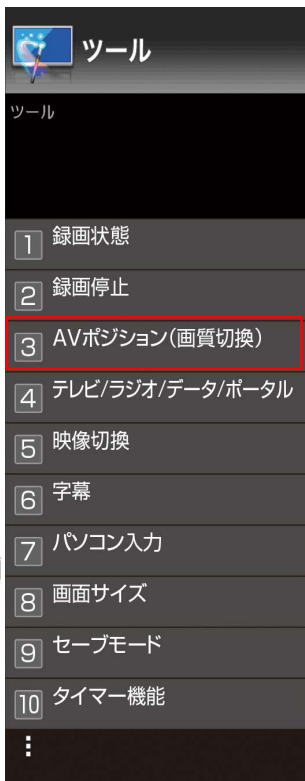 ツール
ツール
1 録画状態
2 録画停止
3 AVポジション(画質切換)
4 テレビ/ラジオ/データ/ポータル
5 映像切換
6 字幕
7 パソコン入力
8 画面サイズ
9 セーブモード
10 タイマー機能